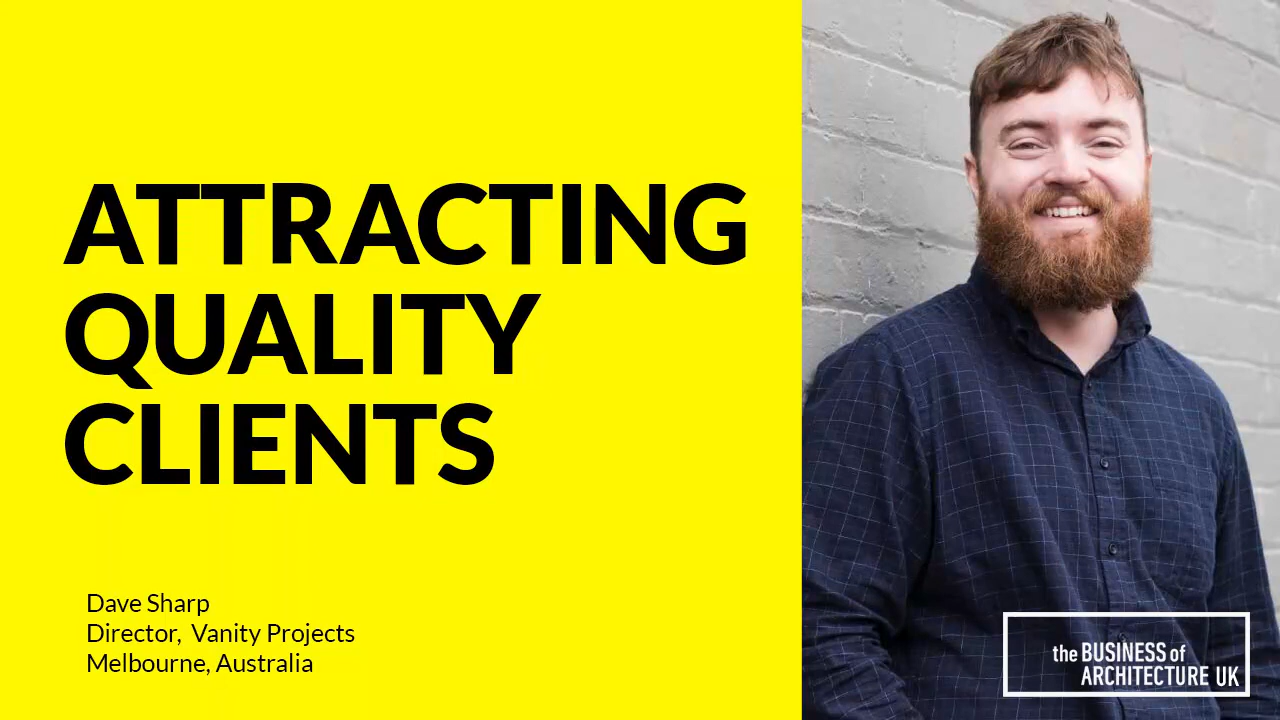 ATTRACTING
QUALITY
CLIENTS
Dave Sharp
Director, Vanity Projects
Melbourne, Australia
the BUSINESS of
ARCHITECTURE UK